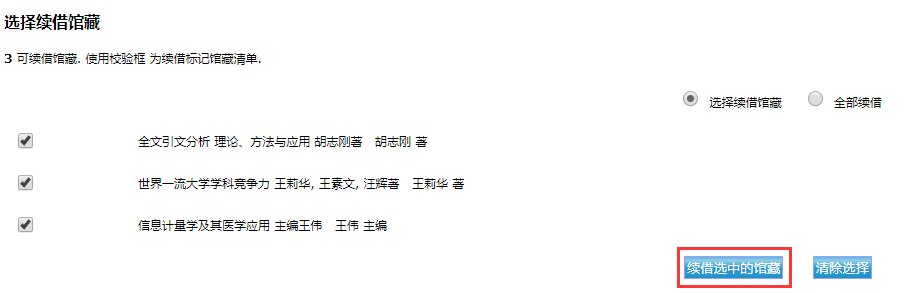 选择续借馆藏
3 可续借馆藏. 使用校验框 为续借标记馆藏清单.
选择续借馆藏 全部续借
全文引文分析 理论、方法与应用 胡志刚著 胡志刚 著
世界一流大学学科竞争力 王莉华, 王素文, 汪辉著 王莉华 著
信息计量学及其医学应用 主编王伟 王伟 主编
续借选中的馆藏 清除选择